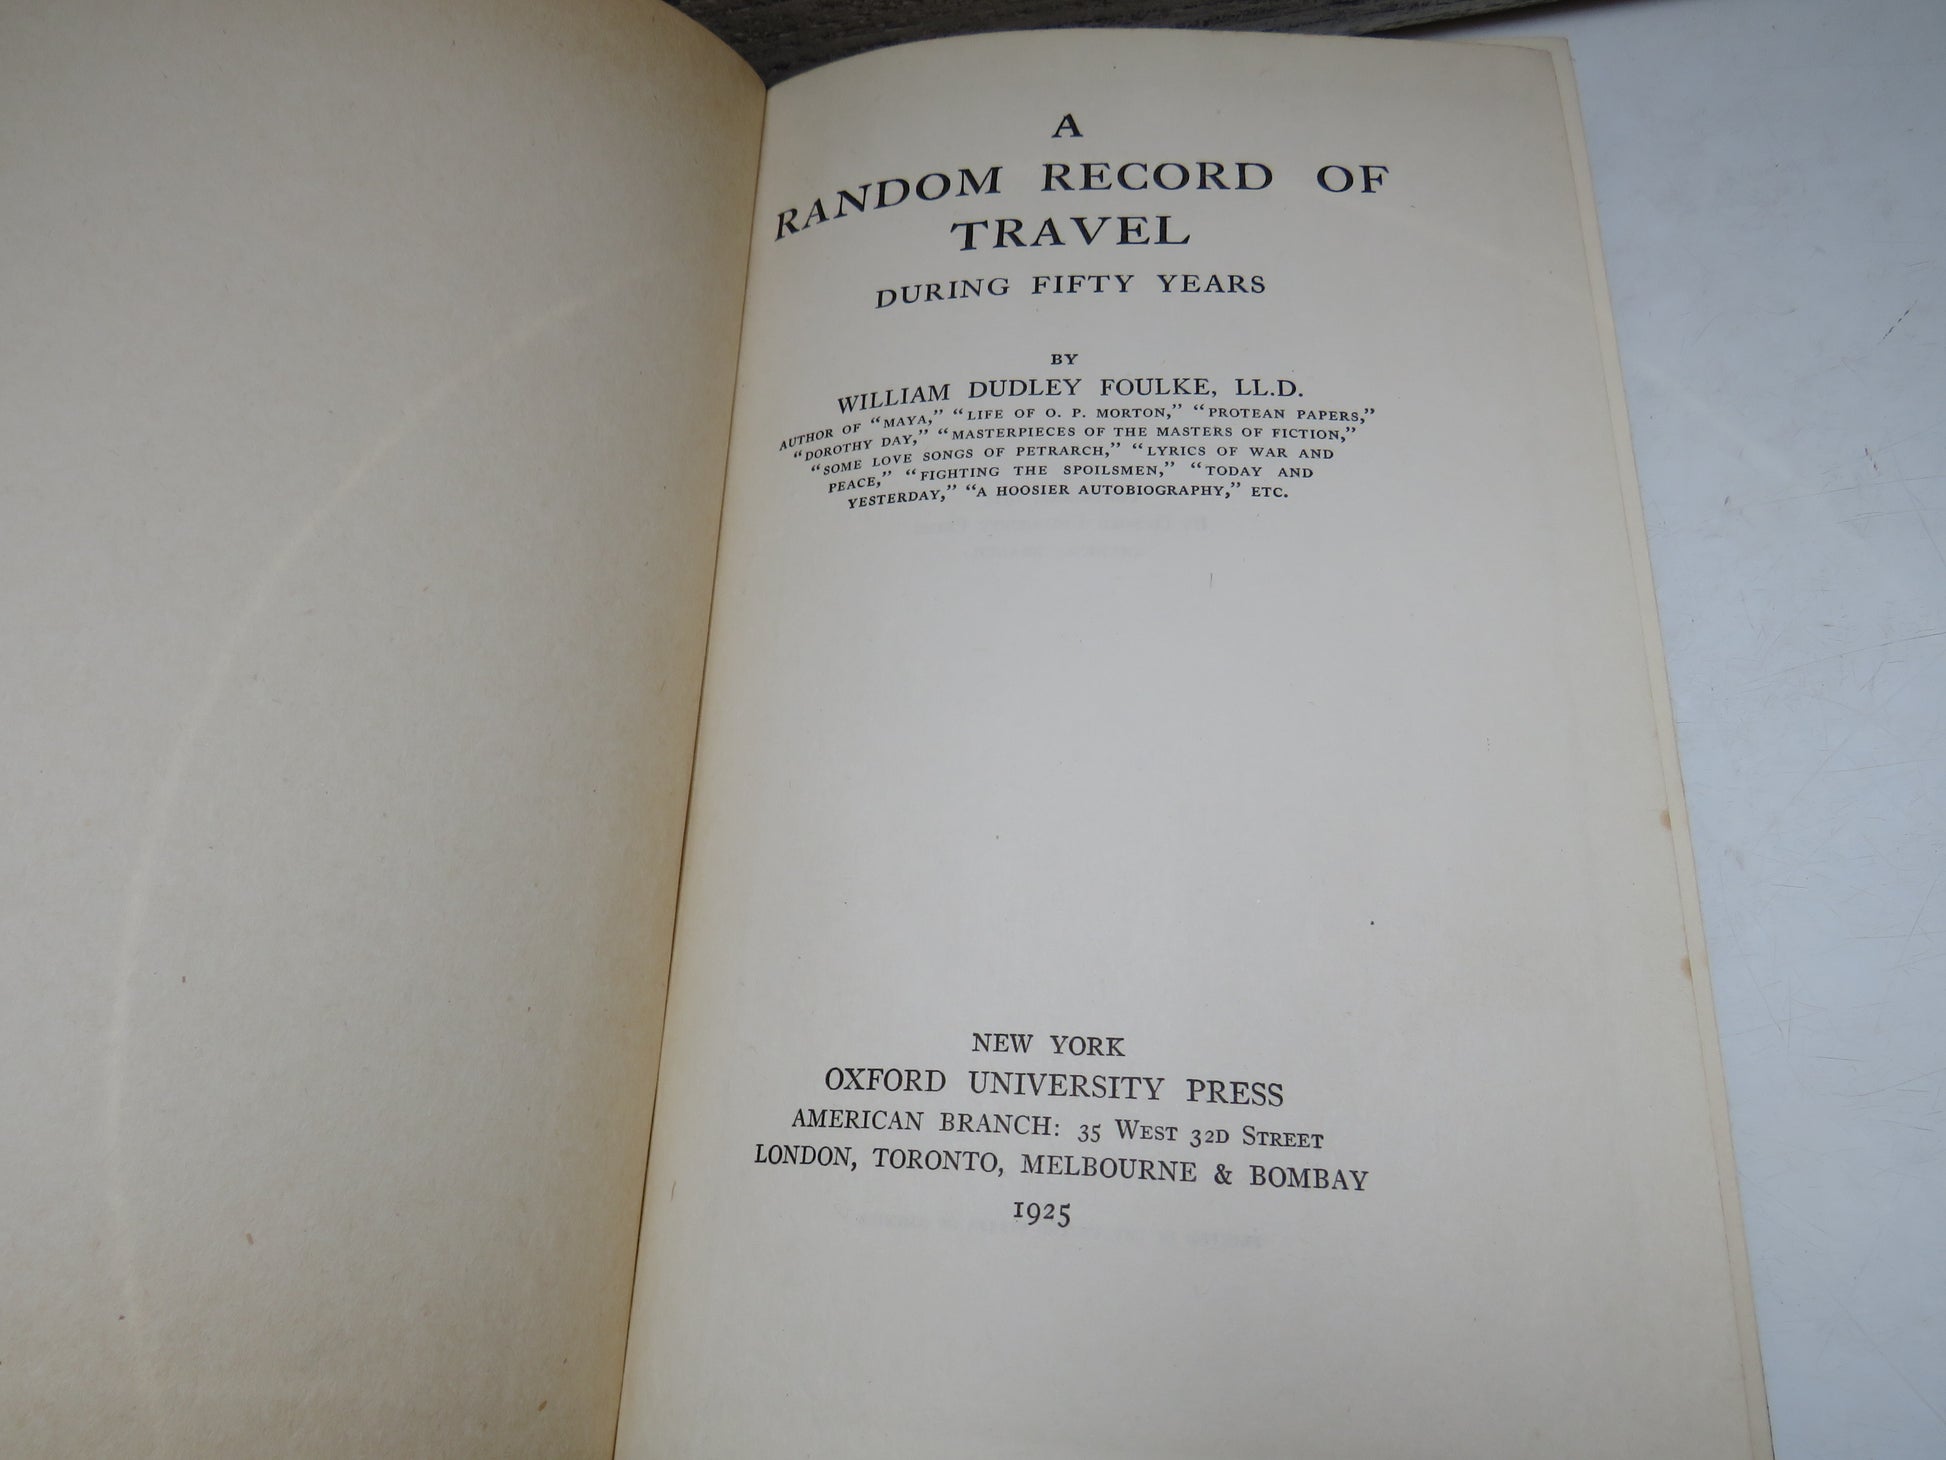 A
RANDOM RECORD OF
TRAVEL
DURING FIFTY YEARS
BY
WILLIAM DUDLEY FOULKE, LL.D.
AUTHOR OF "MAYA," "LIFE OF O. P. MORTON," "PROTEAN PAPERS,"
"DOROTHY DAY," "MASTERPIECES OF THE MASTERS OF FICTION,"
"SOME LOVE SONGS OF PETRARCH," "LYRICS OF WAR AND
PEACE," "FIGHTING THE SPOILSMEN," "TODAY AND
YESTERDAY," "A HOOSIER AUTOBIOGRAPHY," ETC.
NEW YORK
OXFORD UNIVERSITY PRESS
AMERICAN BRANCH: 35 WEST 32D STREET
LONDON, TORONTO, MELBOURNE & BOMBAY
1925